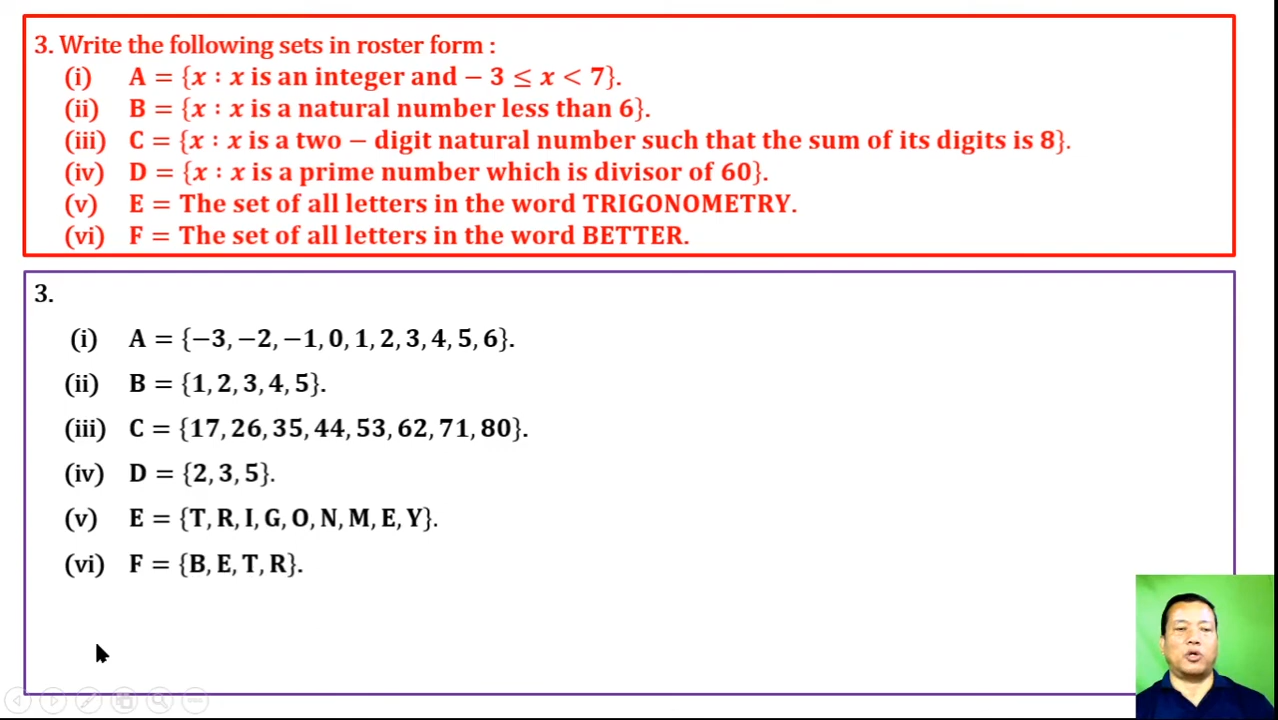 3. Write the following sets in roster form :
(i) A = {x : x is an integer and − 3 ≤ x < 7}.
(ii) B = {x : x is a natural number less than 6}.
(iii) C = {x : x is a two − digit natural number such that the sum of its digits is 8}.
(iv) D = {x : x is a prime number which is divisor of 60}.
(v) E = The set of all letters in the word TRIGONOMETRY.
(vi) F = The set of all letters in the word BETTER.
3.
(i) A = {−3, −2, −1, 0, 1, 2, 3, 4, 5, 6}.
(ii) B = {1, 2, 3, 4, 5}.
(iii) C = {17, 26, 35, 44, 53, 62, 71, 80}.
(iv) D = {2, 3, 5}.
(v) E = {T, R, I, G, O, N, M, E, Y}.
(vi) F = {B, E, T, R}.